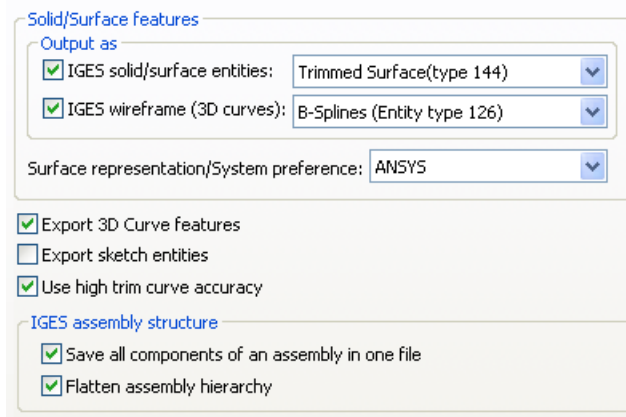 Solid/Surface features
Output as
IGES solid/surface entities: Trimmed Surface(type 144)
IGES wireframe (3D curves): B-Splines (Entity type 126)
Surface representation/System preference: ANSYS
Export 3D Curve features
Export sketch entities
Use high trim curve accuracy
IGES assembly structure
Save all components of an assembly in one file
Flatten assembly hierarchy